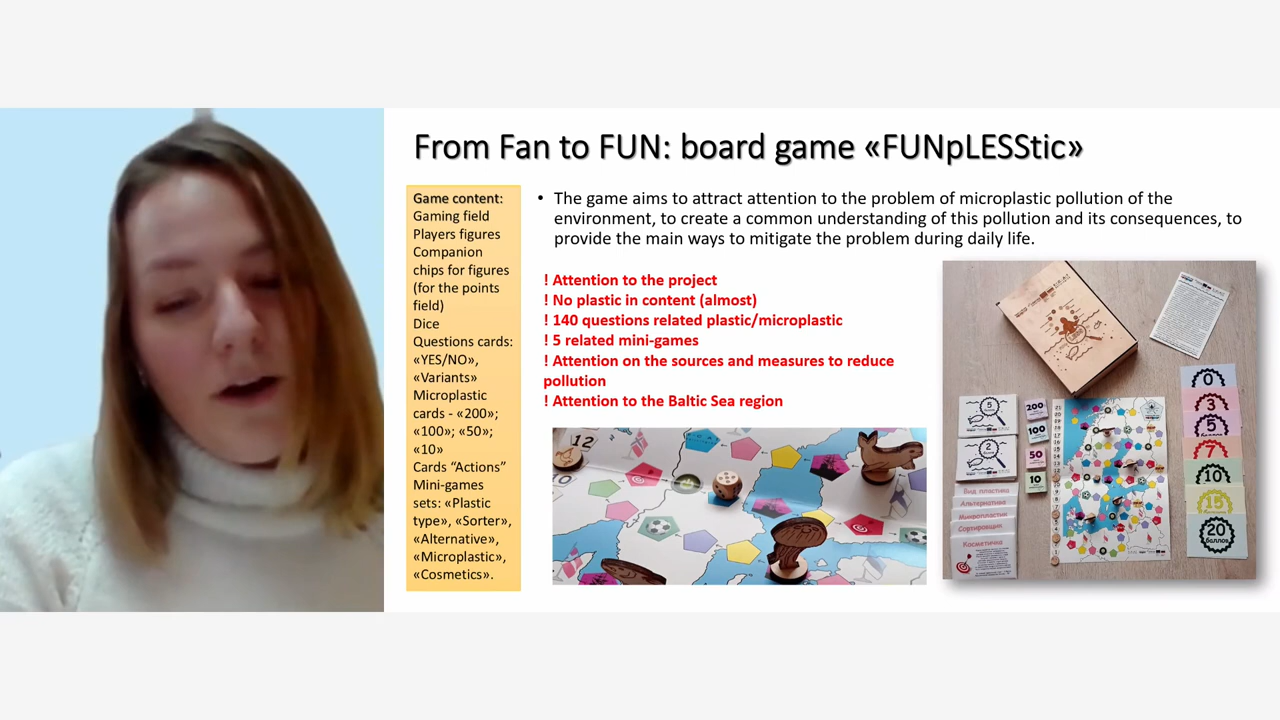 From Fan to FUN: board game «FUNpLESStic»
Game content:
Gaming field
Players figures
Companion
chips for figures
(for the points
field)
Dice
Questions cards:
«YES/NO»,
«Variants»
Microplastic
cards - «200»;
«100»; «50»;
«10»
Cards “Actions”
Mini-games
sets: «Plastic
type», «Sorter»,
«Alternative»,
«Microplastic»,
«Cosmetics».
• The game aims to attract attention to the problem of microplastic pollution of the
environment, to create a common understanding of this pollution and its consequences, to
provide the main ways to mitigate the problem during daily life.
! Attention to the project
! No plastic in content (almost)
! 140 questions related plastic/microplastic
! 5 related mini-games
! Attention on the sources and measures to reduce
pollution
! Attention to the Baltic Sea region
12
5
2
200
100
50
10
Вид пластика
Альтернатива
Микропластик
Сортировщик
Косметичка
0
3
5
7
10
15
20
баллов